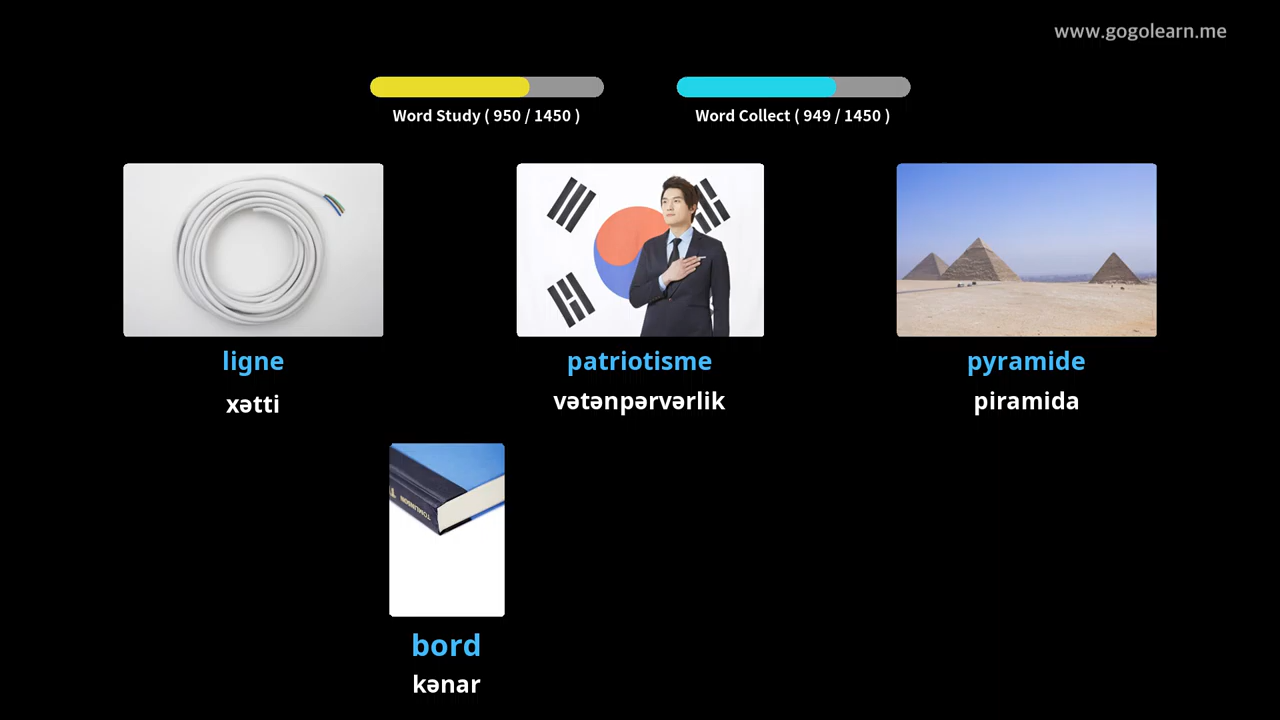 www.gogolearn.me
Word Study ( 950 / 1450 )
Word Collect ( 949 / 1450 )
ligne
xətti
patriotisme
vətənpərvərlik
pyramide
piramida
TOMLINSON
bord
kənar